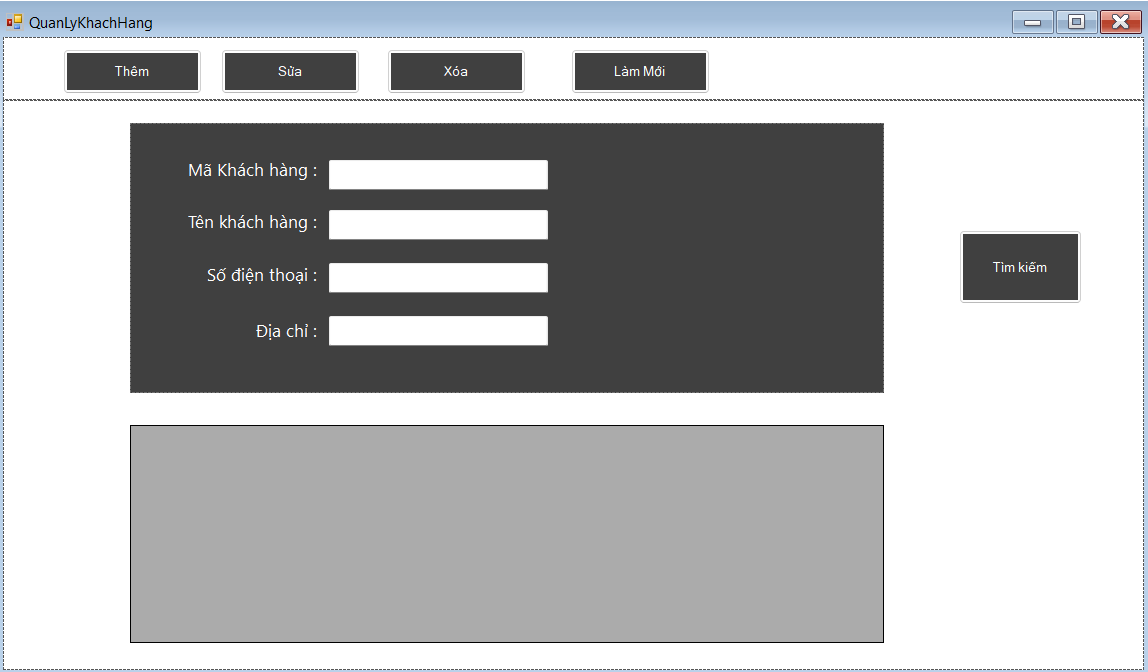 QuanLyKhachHang
Thêm Sửa Xóa Làm Mới
Mã Khách hàng :
Tên khách hàng :
Tìm kiếm
Số điện thoại :
Địa chỉ :